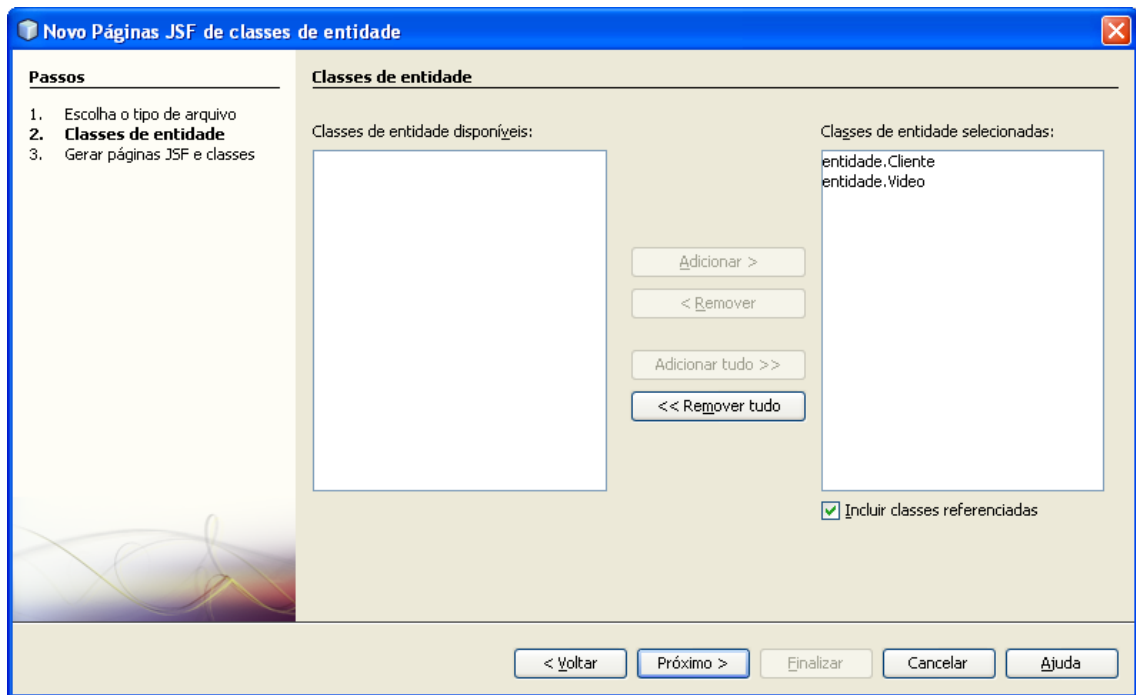 Novo Páginas JSF de classes de entidade
Passos
1. Escolha o tipo de arquivo
2. Classes de entidade
3. Gerar páginas JSF e classes
Classes de entidade
Classes de entidade disponíveis:
Adicionar >
< Remover
Adicionar tudo >>
<< Remover tudo
Classes de entidade selecionadas:
entidade.Cliente
entidade.Video
Incluir classes referenciadas
< Voltar
Próximo >
Finalizar
Cancelar
Ajuda